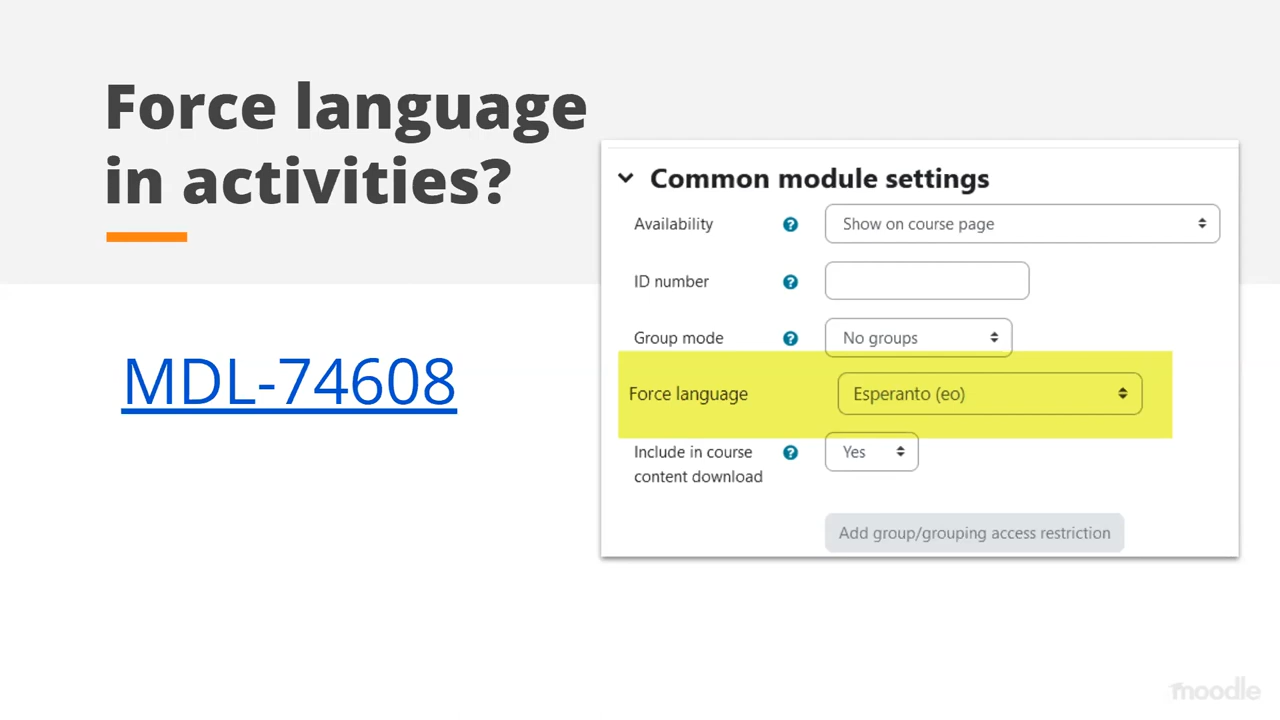 Force language
in activities?
MDL-74608
Common module settings
Availability ? Show on course page
ID number ?
Group mode ? No groups
Force language Esperanto (eo)
Include in course ? Yes
content download
Add group/grouping access restriction
moodle